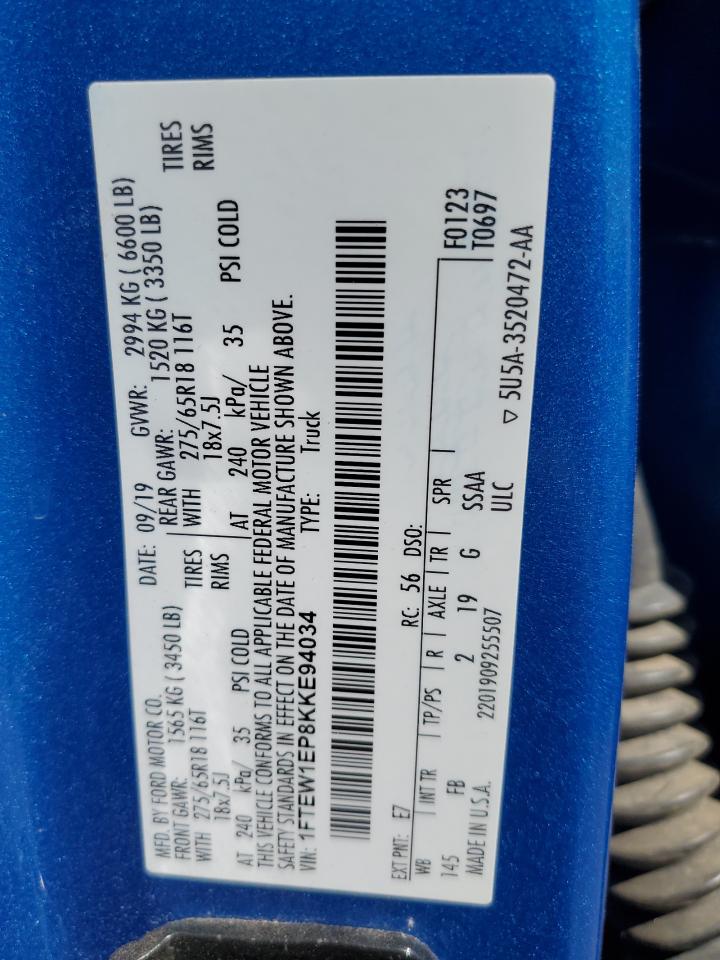 MFD. BY FORD MOTOR CO. DATE: 09/19 GVWR: 2994 KG ( 6600 LB)
FRONT GAWR: 1565 KG ( 3450 LB) REAR GAWR: 1520 KG ( 3350 LB)
WITH 275/65R18 116T TIRES WITH 275/65R18 116T TIRES
18x7.5J RIMS 18x7.5J RIMS
AT 240 kPa/ 35 PSI COLD AT 240 kPa/ 35 PSI COLD
THIS VEHICLE CONFORMS TO ALL APPLICABLE FEDERAL MOTOR VEHICLE
SAFETY STANDARDS IN EFFECT ON THE DATE OF MANUFACTURE SHOWN ABOVE.
VIN: 1FTEW1EP8KKE94034 TYPE: Truck
EXT PNT: E7 RC: 56 DSO: F0123
WB INT TR TP/PS R AXLE TR SPR T0697
145 FB 2 19 G SSAA
MADE IN U.S.A. 2201909255507 ULC ▽ 5U5A-3520472-AA